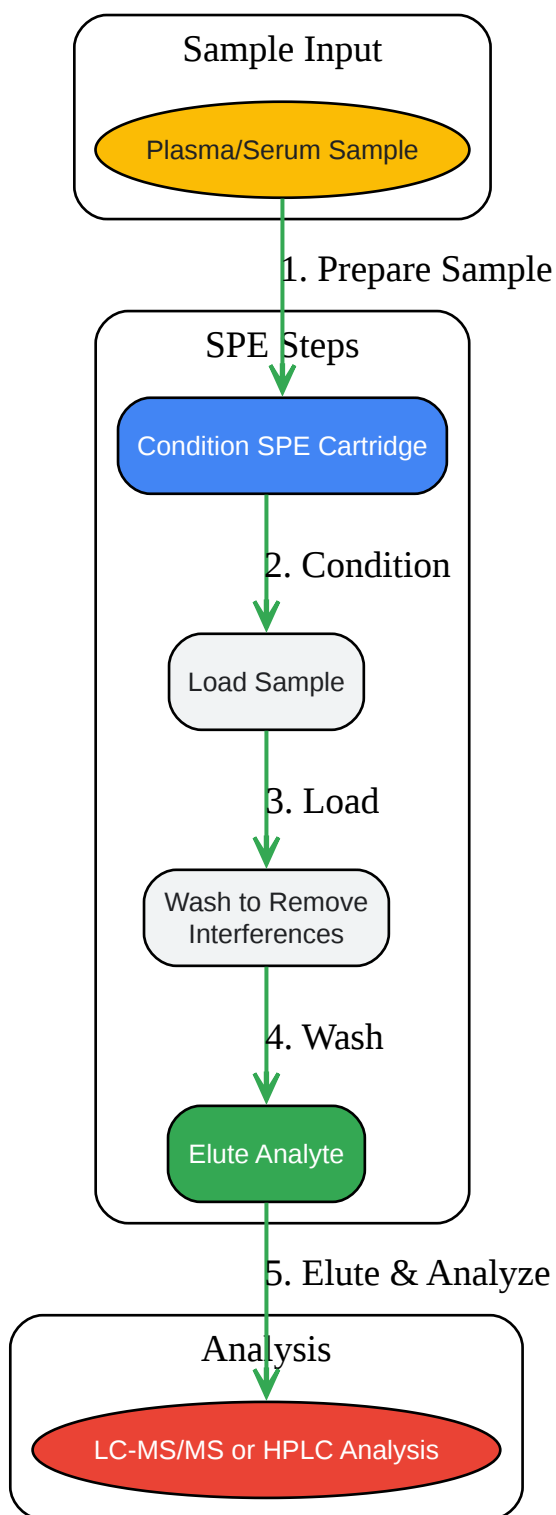 Sample Input
Plasma/Serum Sample
1. Prepare Sample
SPE Steps
Condition SPE Cartridge
2. Condition
Load Sample
3. Load
Wash to Remove
Interferences
4. Wash
Elute Analyte
5. Elute & Analyze
Analysis
LC-MS/MS or HPLC Analysis